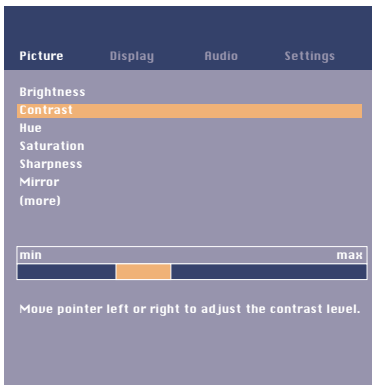 Picture Display Audio Settings
Brightness
Contrast
Hue
Saturation
Sharpness
Mirror
(more)
min max
Move pointer left or right to adjust the contrast level.